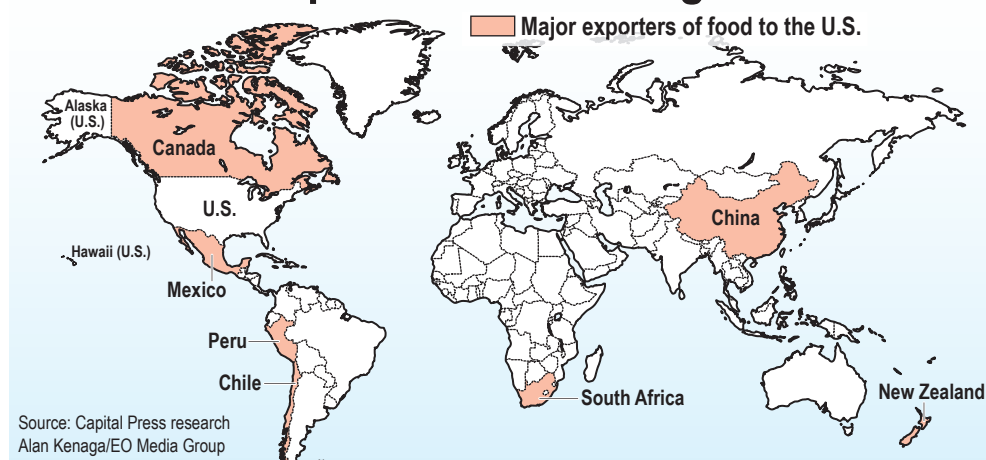 Major exporters of food to the U.S.
Alaska
(U.S.)
Canada
U.S.
China
Hawaii (U.S.)
Mexico
Peru
Chile
South Africa
New Zealand
Source: Capital Press research
Alan Kenaga/EO Media Group